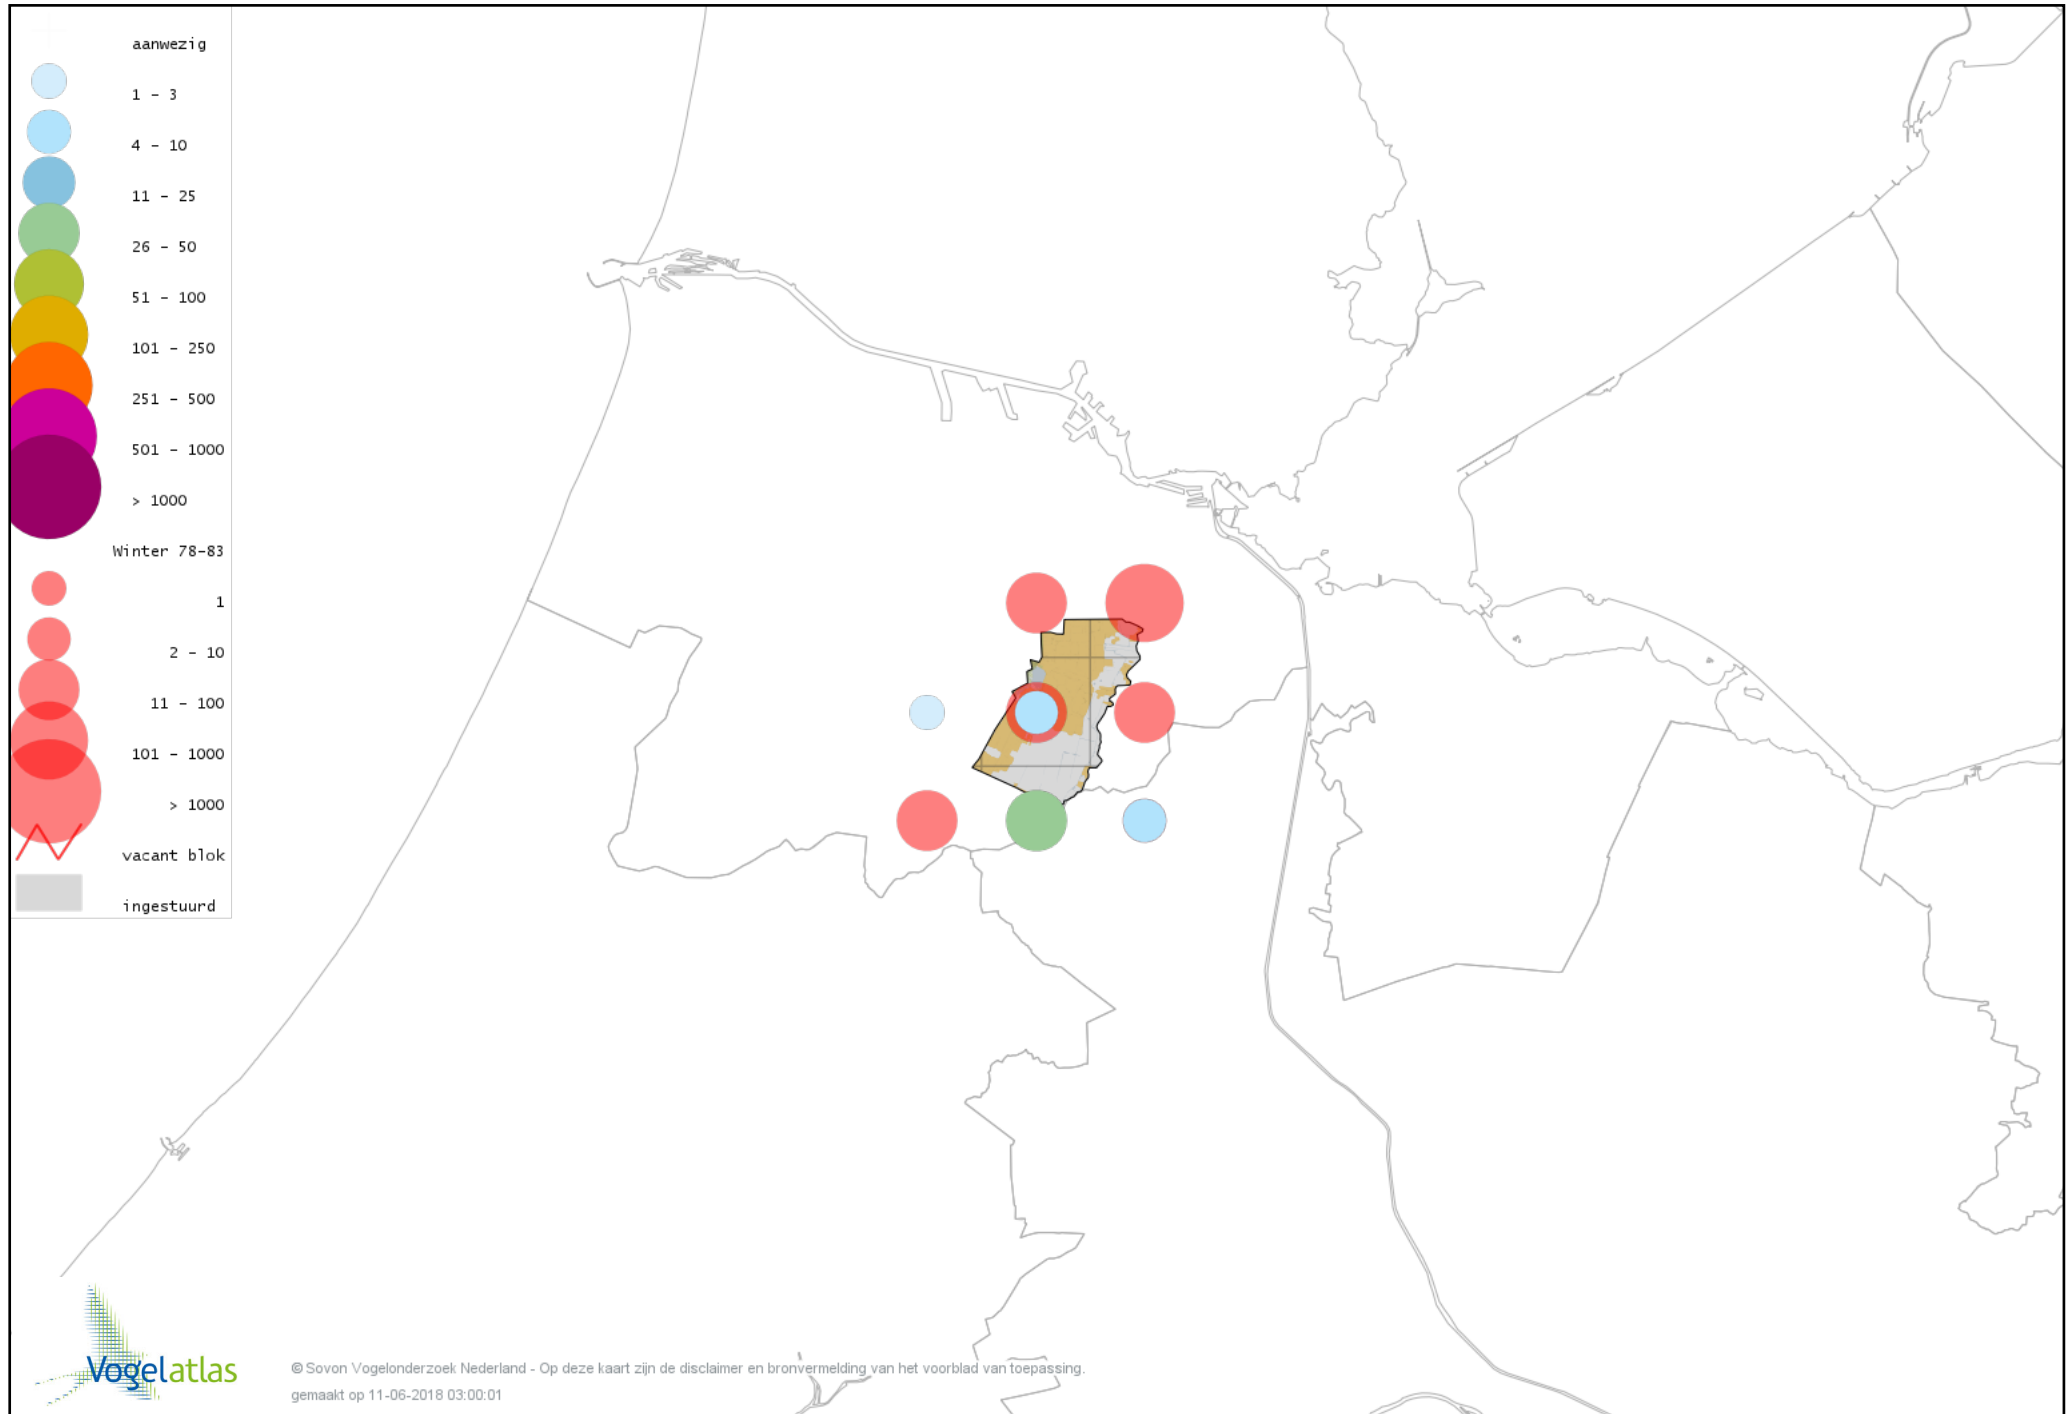 aanwezig
1 - 3
4 - 10
11 - 25
26 - 50
51 - 100
101 - 250
251 - 500
501 - 1000
> 1000
Winter 78-83
1
2 - 10
11 - 100
101 - 1000
> 1000
vacant blok
ingestuurd
Vogelatlas
© Sovon Vogelonderzoek Nederland - Op deze kaart zijn de disclaimer en bronvermelding van het voorblad van toepassing.
gemaakt op 11-06-2018 03:00:01